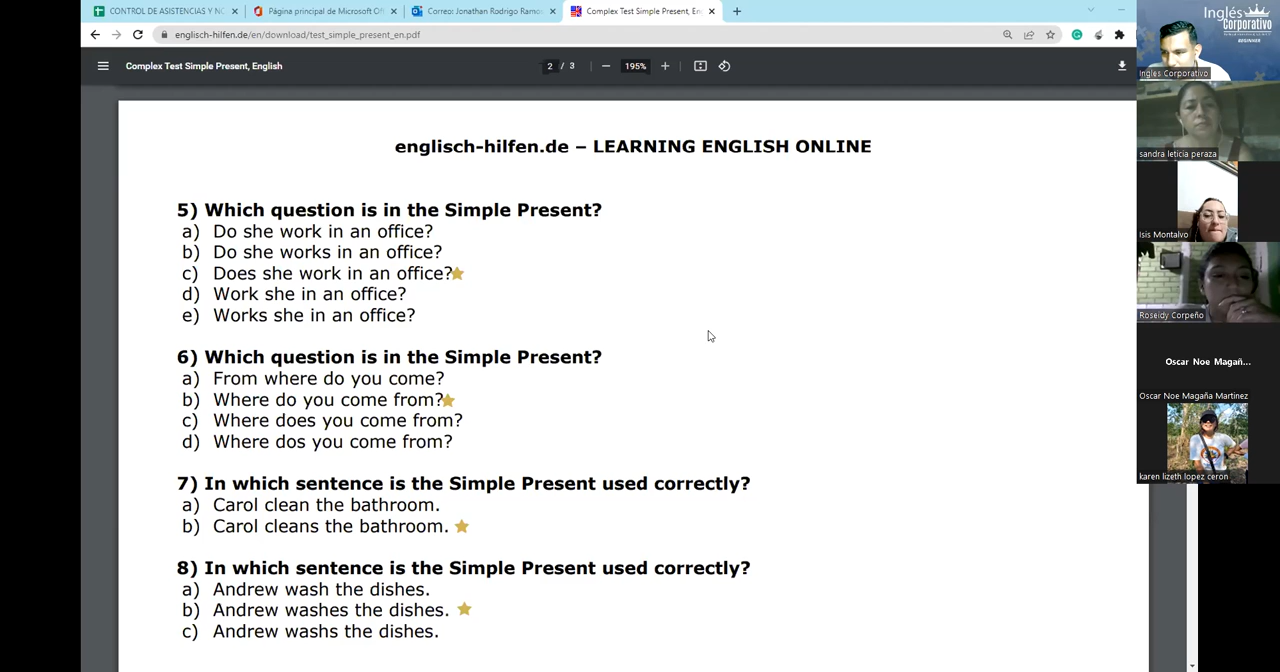 CONTROL DE ASISTENCIAS Y NO
Página principal de Microsoft Of
Correo: Jonathan Rodrigo Ramo
Complex Test Simple Present, En
englisch-hilfen.de/en/download/test_simple_present_en.pdf
Complex Test Simple Present, English
2 / 3
195%
englisch-hilfen.de – LEARNING ENGLISH ONLINE
5) Which question is in the Simple Present?
a) Do she work in an office?
b) Do she works in an office?
c) Does she work in an office?
d) Work she in an office?
e) Works she in an office?
6) Which question is in the Simple Present?
a) From where do you come?
b) Where do you come from?
c) Where does you come from?
d) Where dos you come from?
7) In which sentence is the Simple Present used correctly?
a) Carol clean the bathroom.
b) Carol cleans the bathroom.
8) In which sentence is the Simple Present used correctly?
a) Andrew wash the dishes.
b) Andrew washes the dishes.
c) Andrew washs the dishes.
Inglés
Corporativo
BEGINNER
Inglés Corporativo
sandra leticia peraza
Isis Montalvo
Roseidy Corpeño
Oscar Noe Magañ...
Oscar Noe Magaña Martinez
karen lizeth lopez ceron